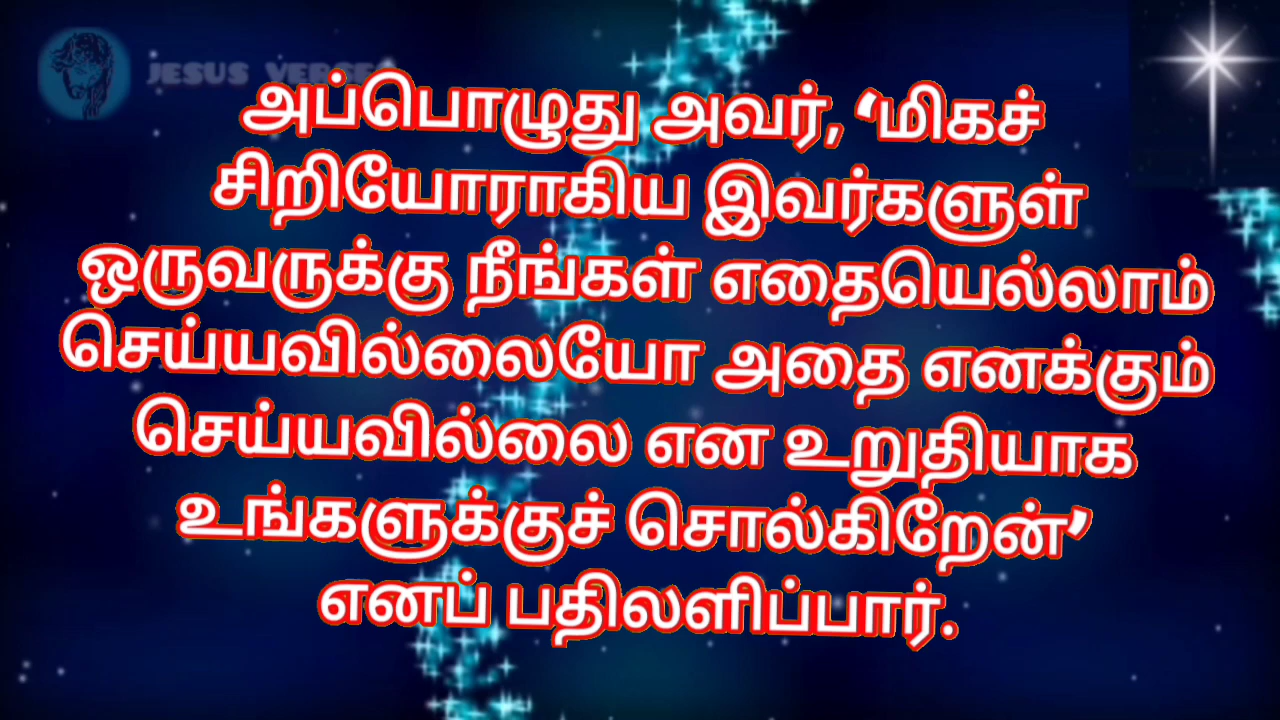 JESUS VERSES
அப்பொழுது அவர், ‘மிகச்
சிறியோராகிய இவர்களுள்
ஒருவருக்கு நீங்கள் எதையெல்லாம்
செய்யவில்லையோ அதை எனக்கும்
செய்யவில்லை என உறுதியாக
உங்களுக்குச் சொல்கிறேன்’
எனப் பதிலளிப்பார்.